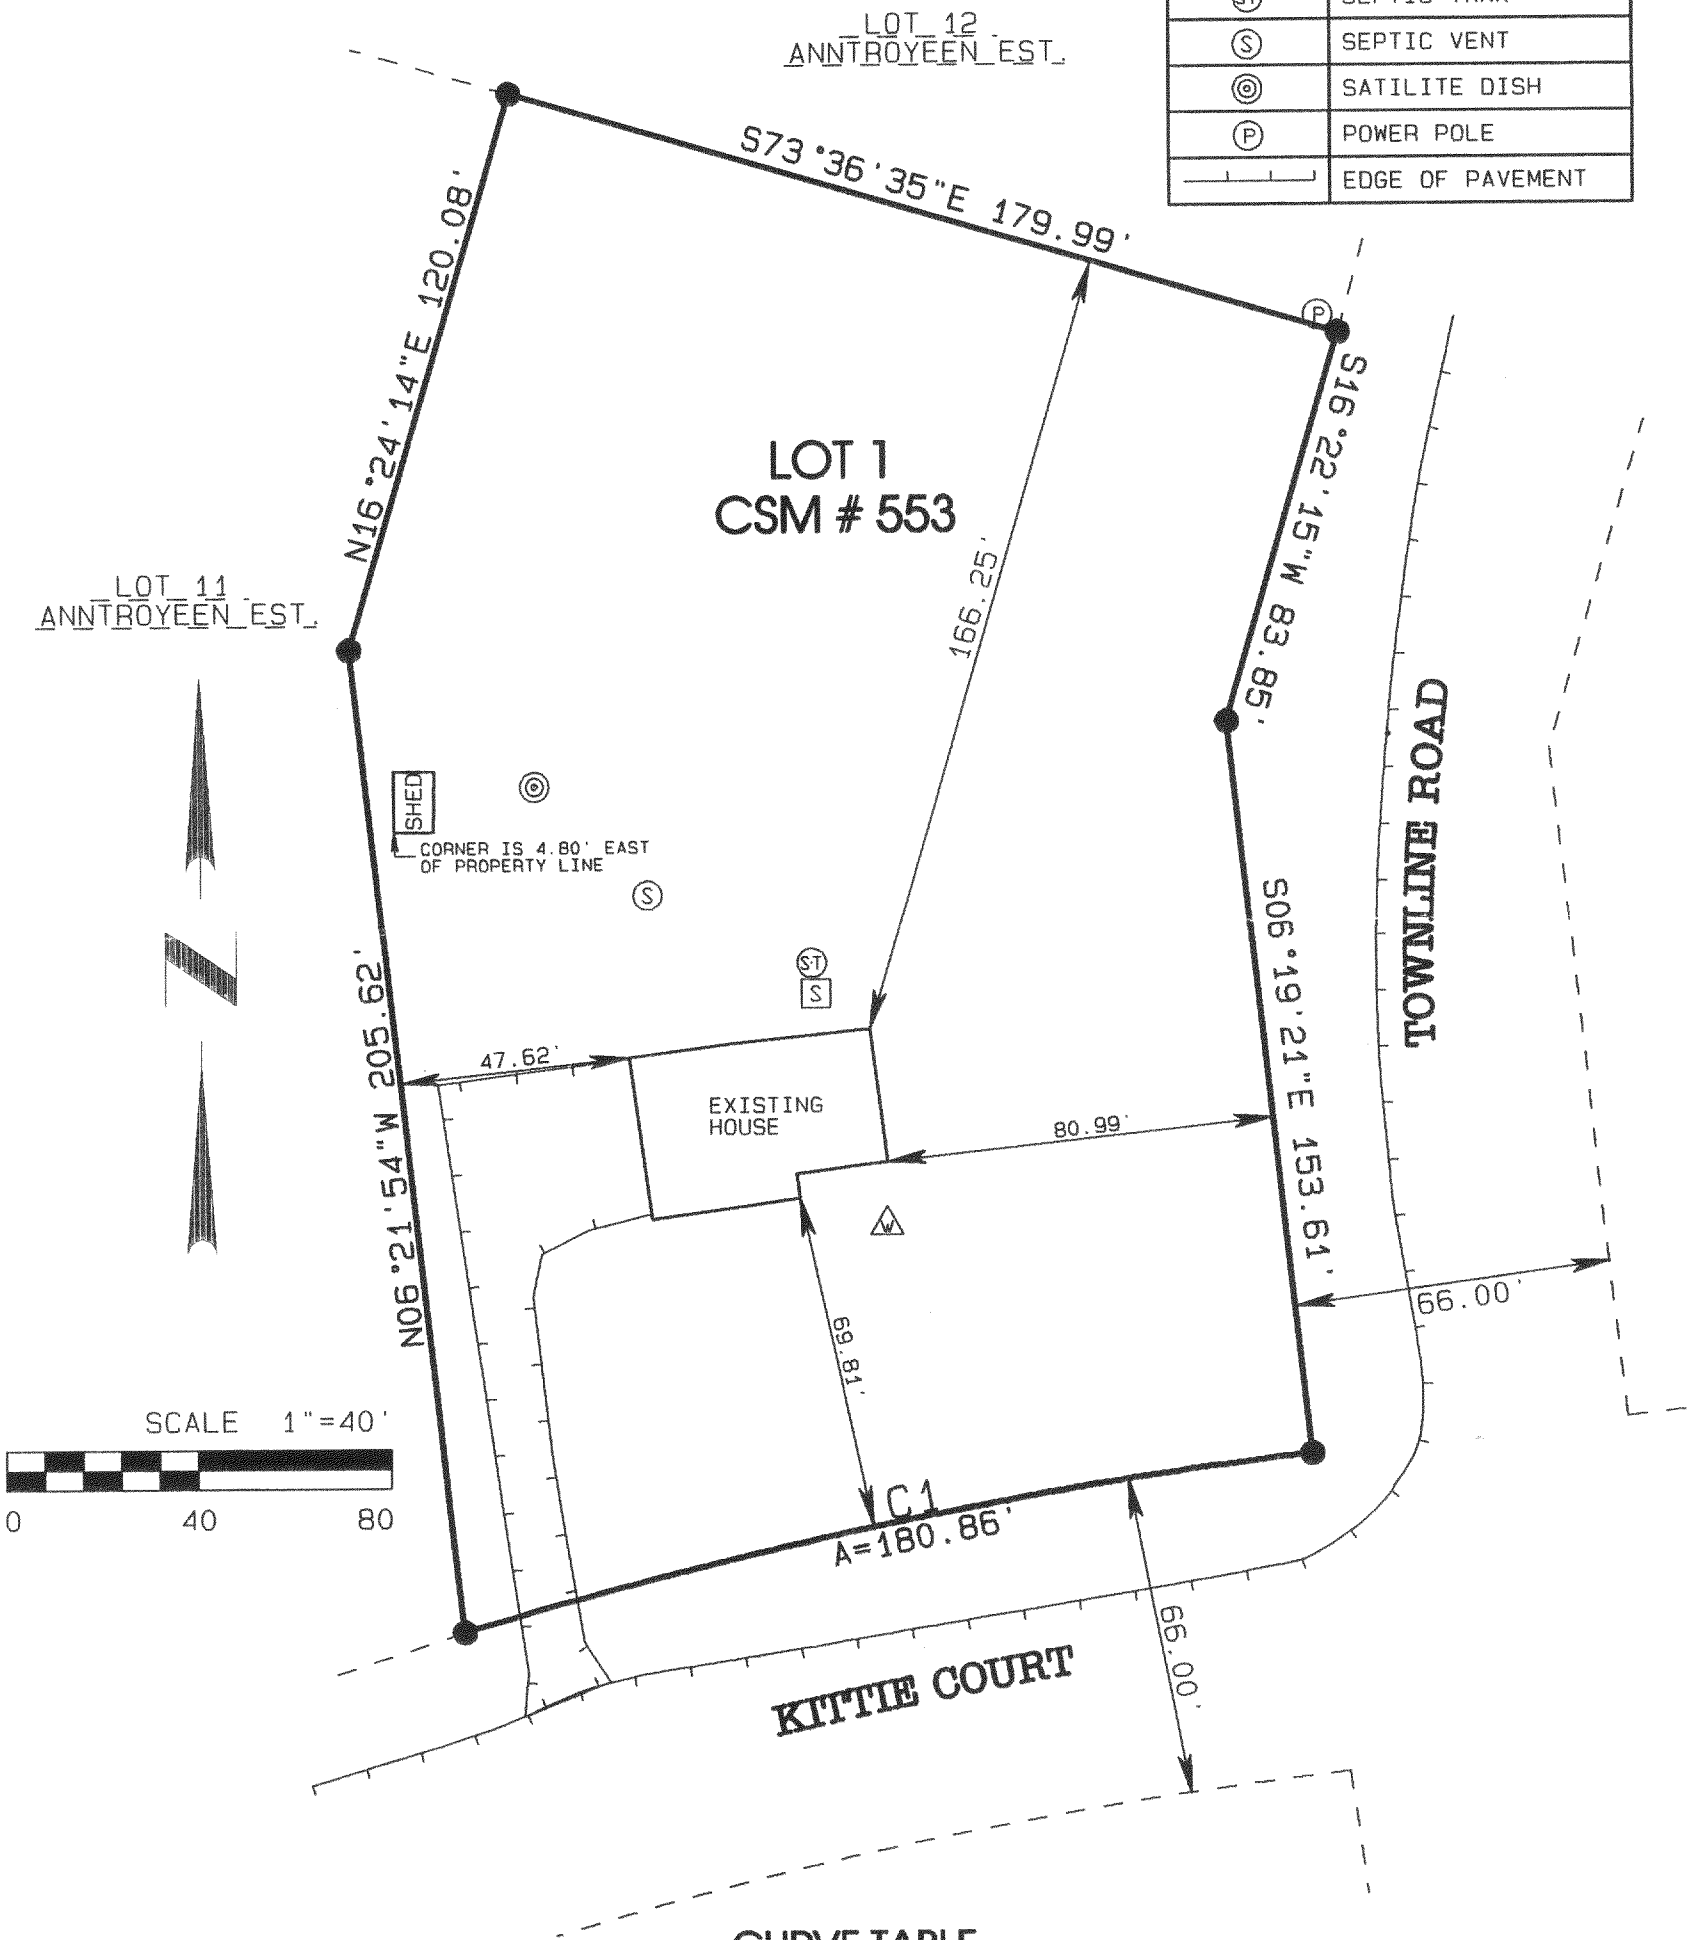 LOT 12
ANNTROYEEN EST.
SEPTIC VENT
SATILITE DISH
POWER POLE
EDGE OF PAVEMENT
S
P
S73°36'35"E 179.99'
N16°24'14"E 120.08'
P
S16°22'15"W 83.85'
LOT 1
CSM # 553
166.25'
LOT 11
ANNTROYEEN EST.
SHED
CORNER IS 4.80' EAST
OF PROPERTY LINE
S
ST
S
TOWNLINE ROAD
S06°19'21"E 153.61'
N06°21'54"W 205.62'
47.62'
EXISTING
HOUSE
80.99'
W
N
66.00'
69.81'
SCALE 1"=40'
0 40 80
C1
A=180.86'
KITTIE COURT
66.00'